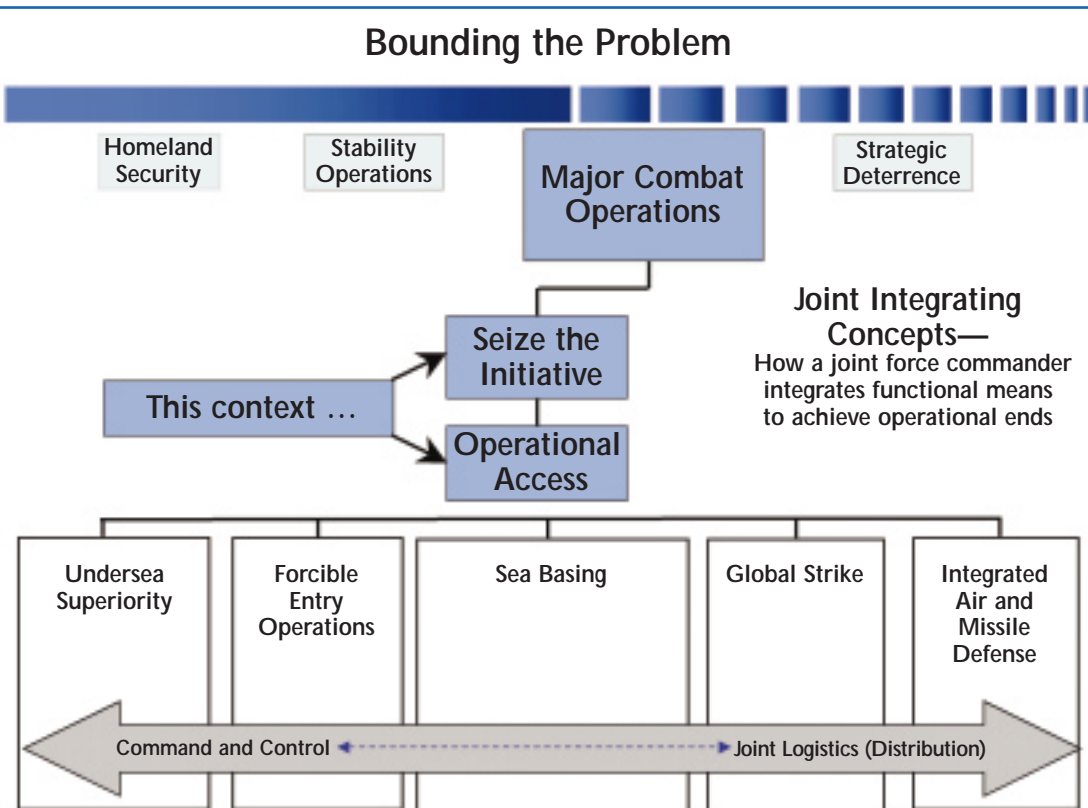 Bounding the Problem
Homeland
Security
Stability
Operations
Major Combat
Operations
Strategic
Deterrence
Joint Integrating
Concepts—
How a joint force commander
integrates functional means
to achieve operational ends
Seize the
Initiative
This context …
Operational
Access
Undersea
Superiority
Forcible
Entry
Operations
Sea Basing
Global Strike
Integrated
Air and
Missile
Defense
Command and Control
Joint Logistics (Distribution)